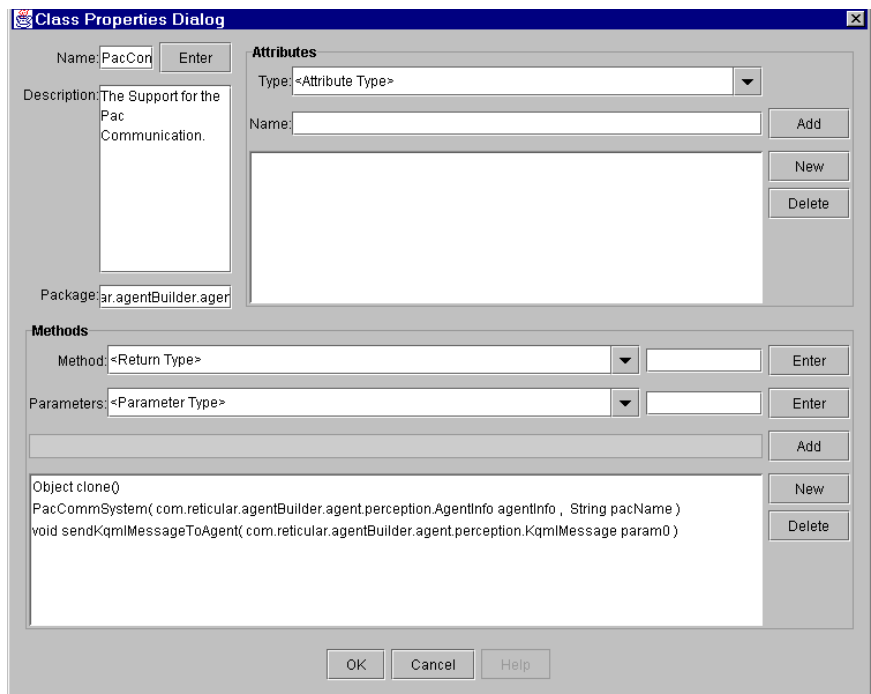 Class Properties Dialog
Name: PacCon Enter
Description: The Support for the
Pac
Communication.
Package: ar.agentBuilder.agen
Attributes
Type: <Attribute Type>
Name: Add
New
Delete
Methods
Method: <Return Type> Enter
Parameters: <Parameter Type> Enter
Add
Object clone()
PacCommSystem( com.reticular.agentBuilder.agent.perception.AgentInfo agentInfo , String pacName )
void sendKqmlMessageToAgent( com.reticular.agentBuilder.agent.perception.KqmlMessage param0 )
New
Delete
OK Cancel Help